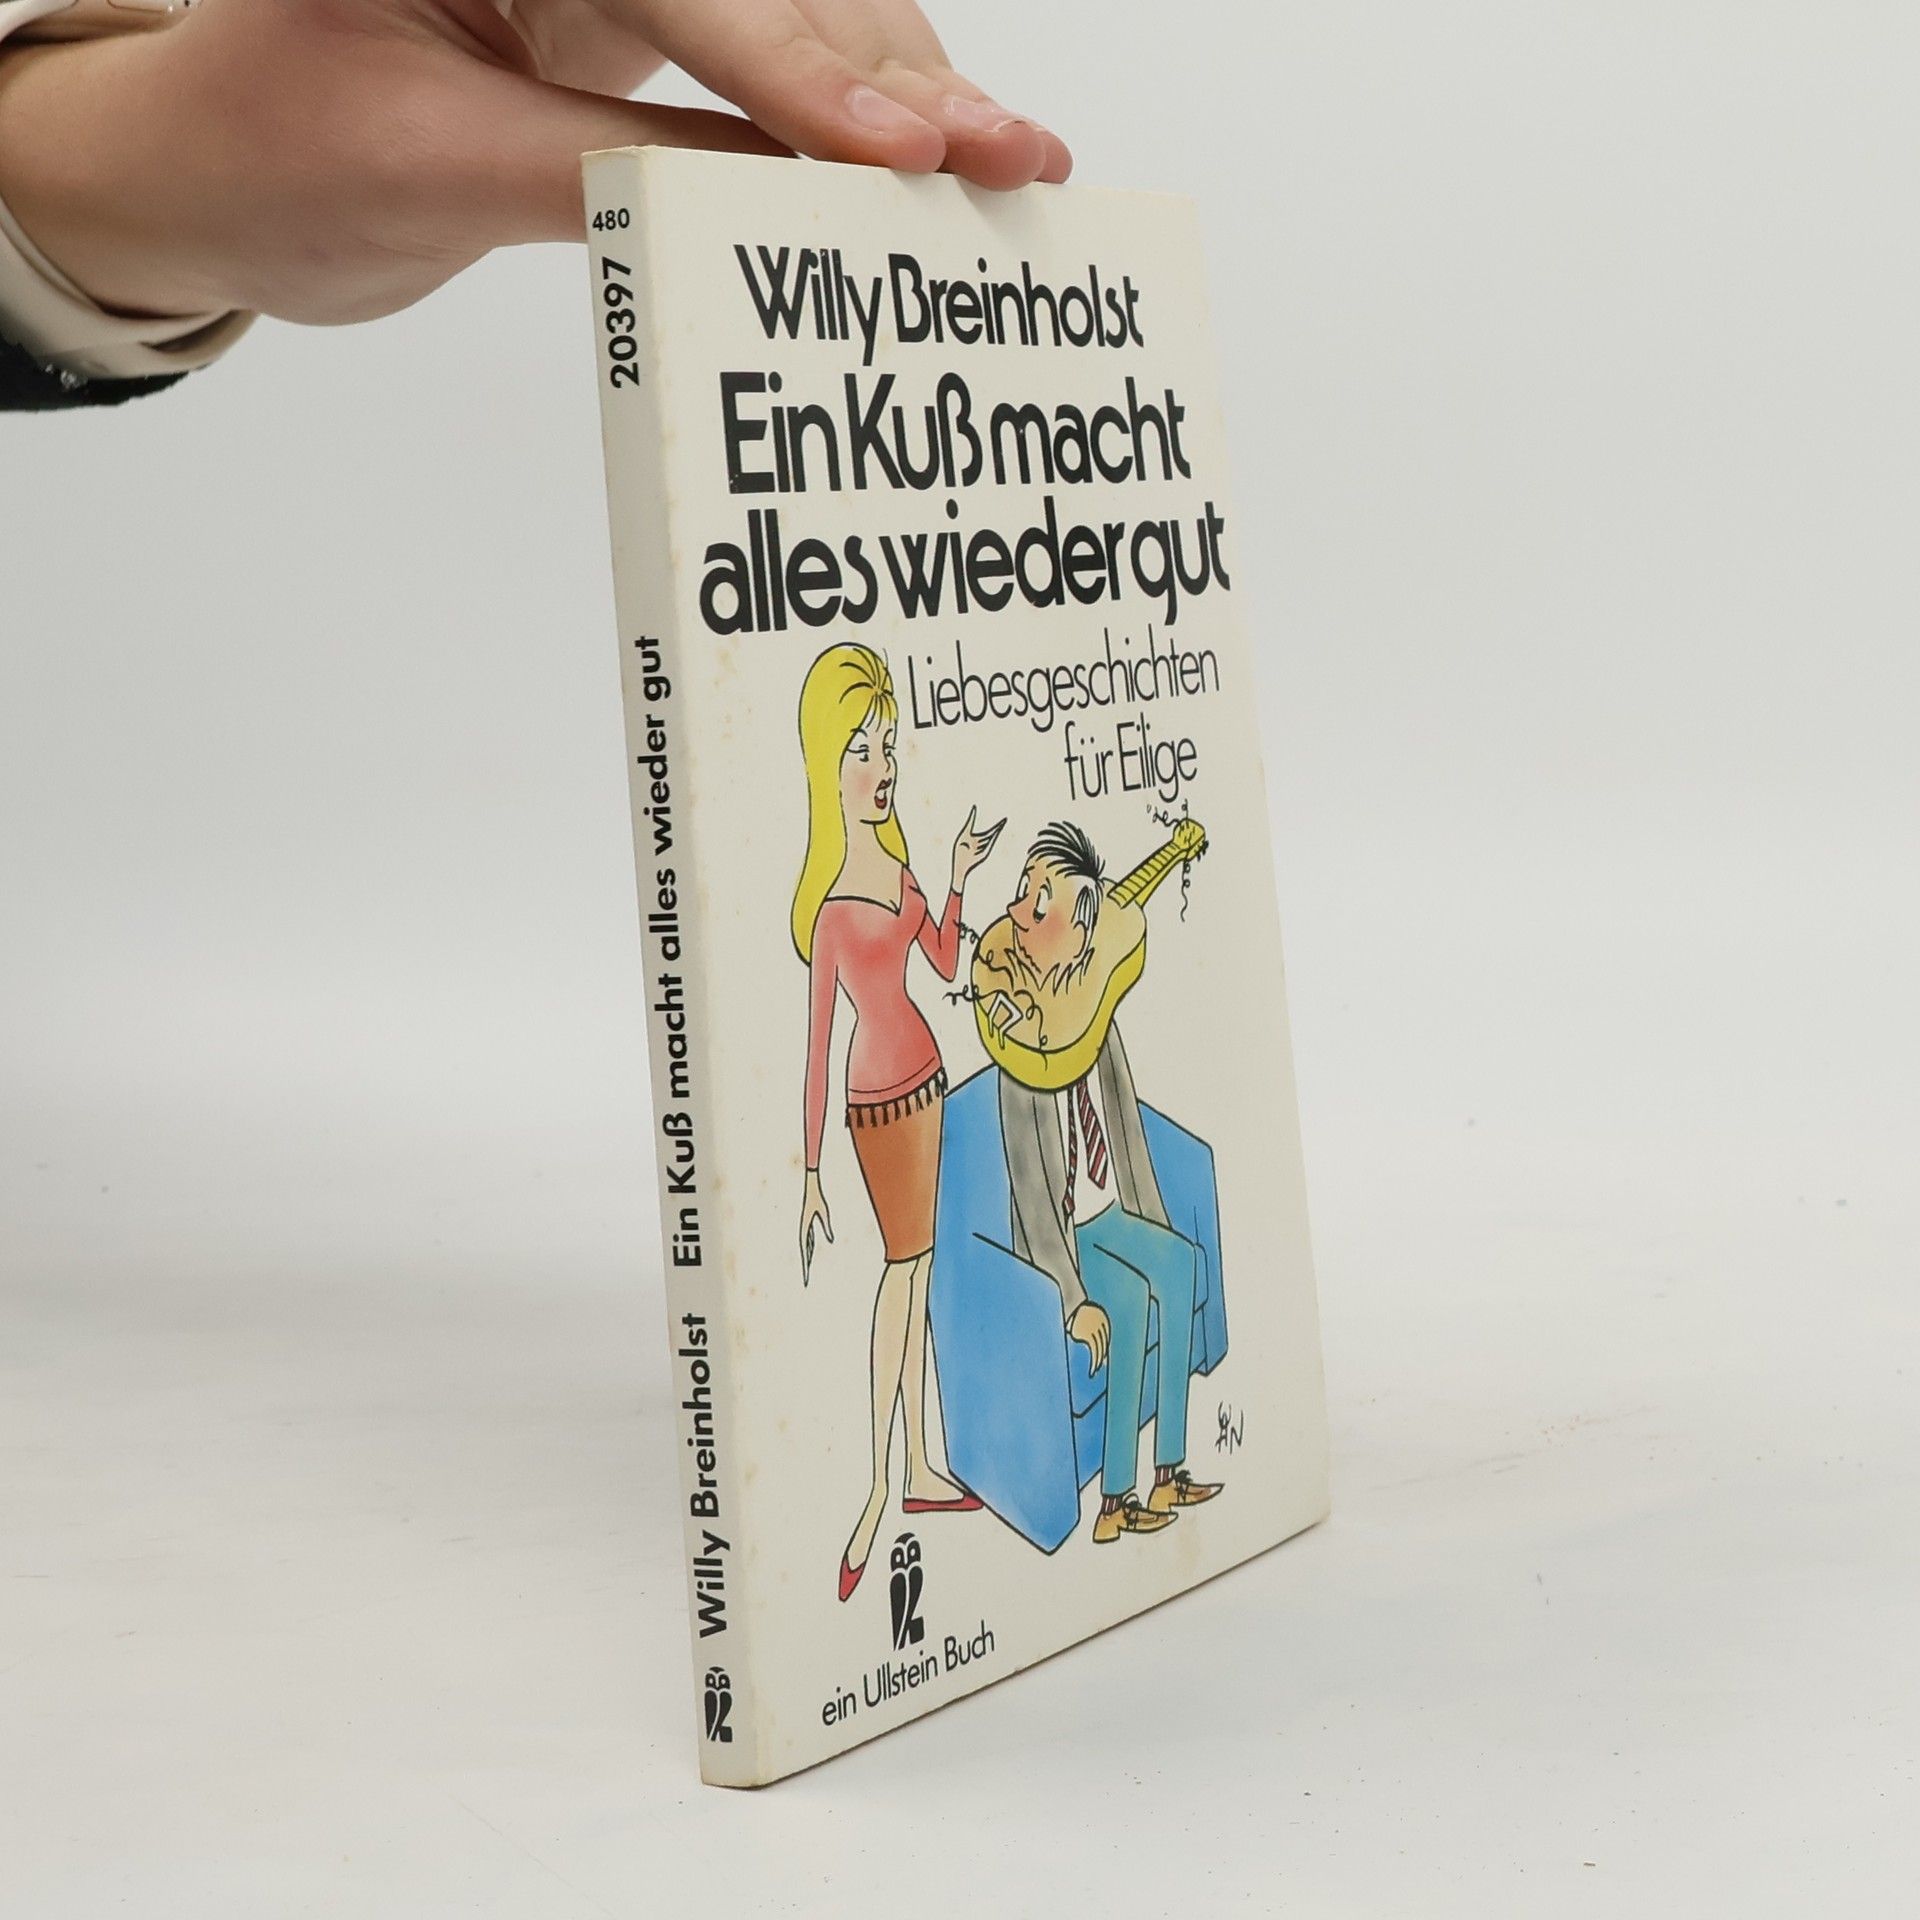 480
20397
Willy Breinholst Ein Kuß macht alles wieder gut
Willy Breinholst
Ein Kuß macht
alles wieder gut
Liebesgeschichten
für Eilige
ein Ullstein Buch